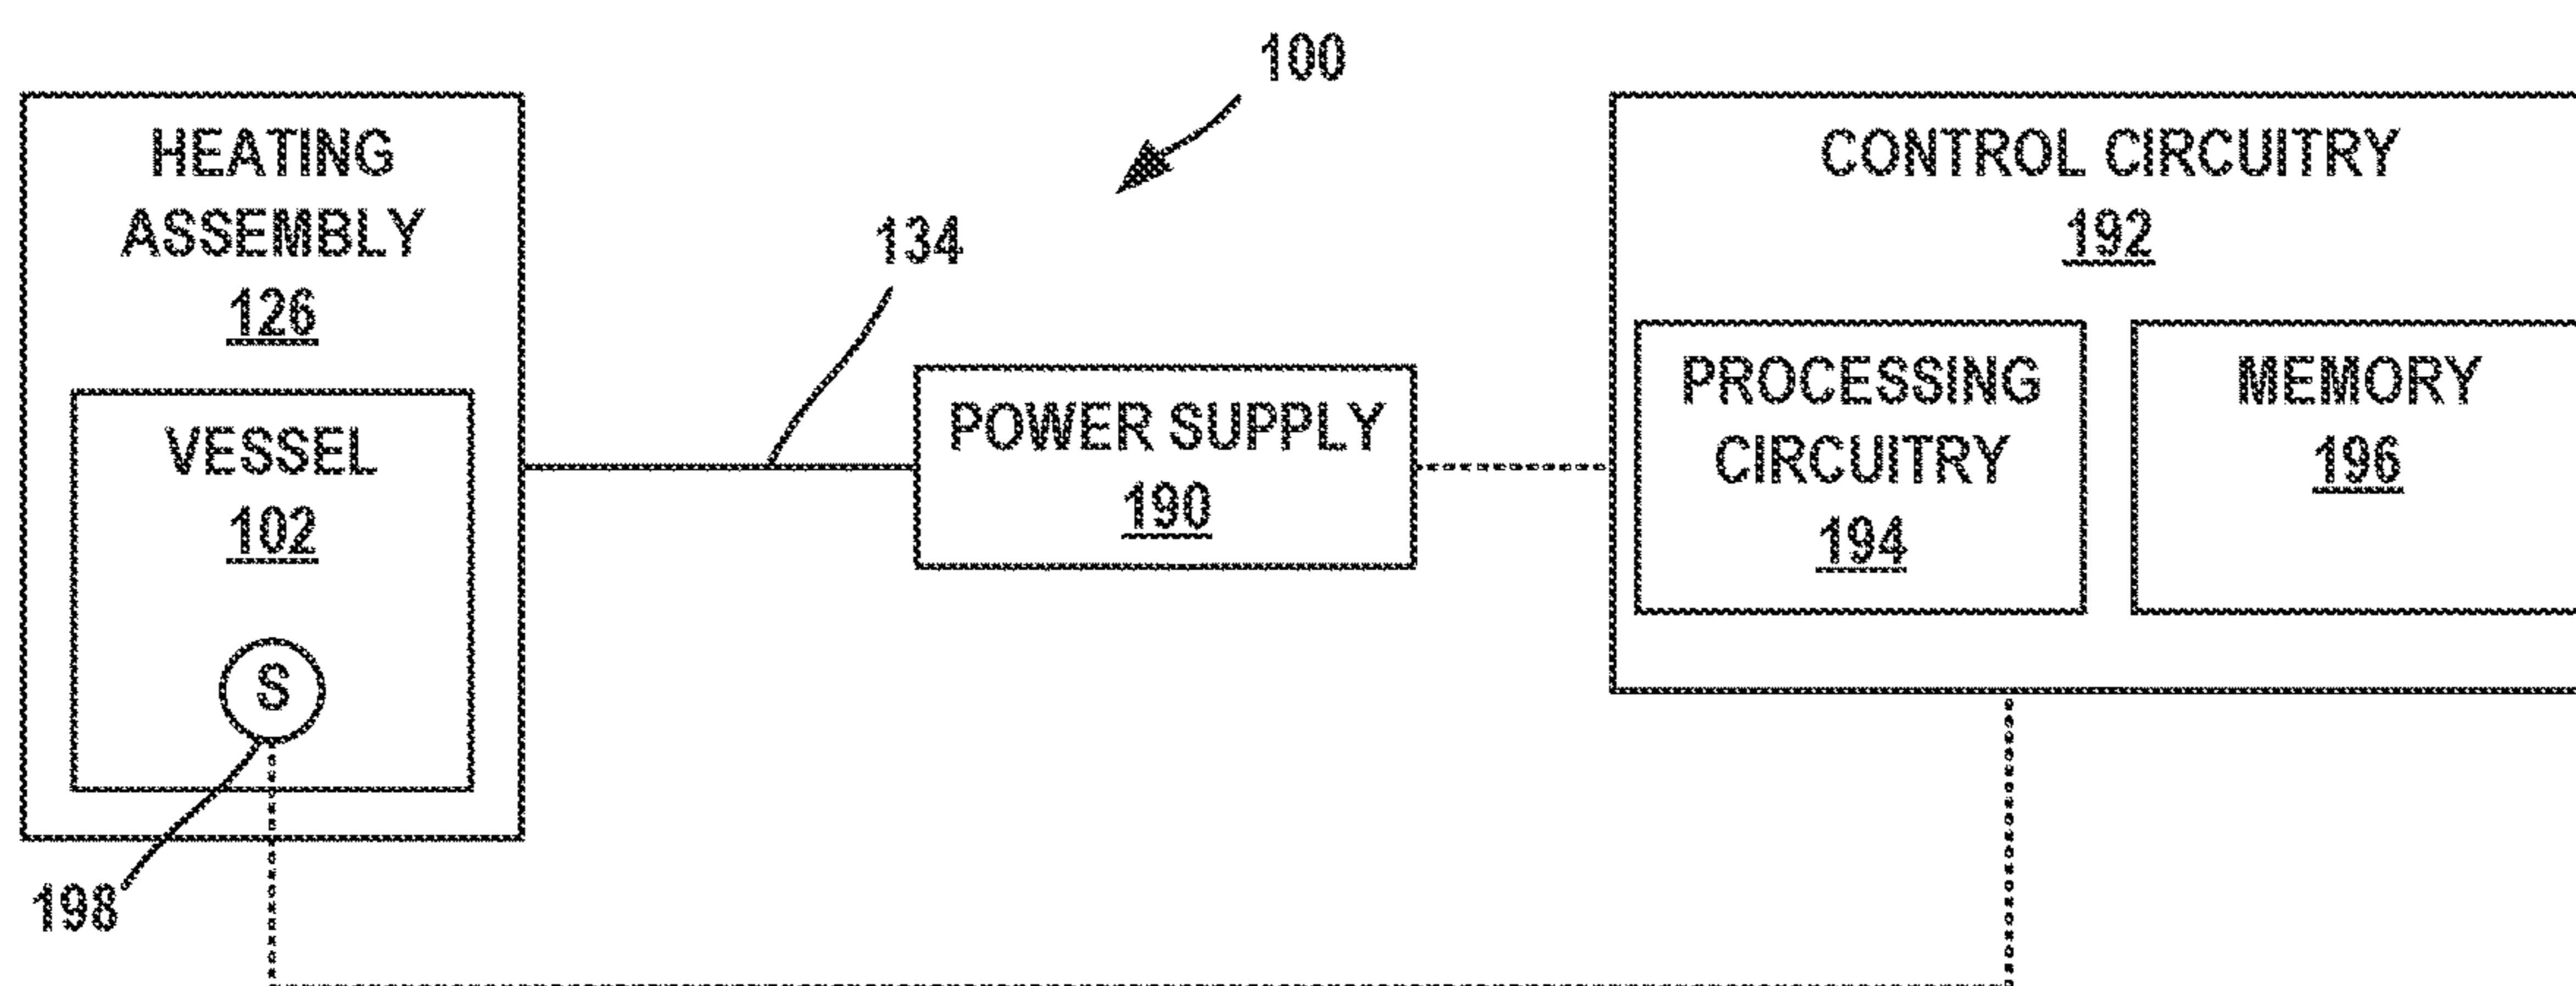 100
HEATING
ASSEMBLY
126
VESSEL
102
S
198
134
POWER SUPPLY
190
CONTROL CIRCUITRY
192
PROCESSING
CIRCUITRY
194
MEMORY
196